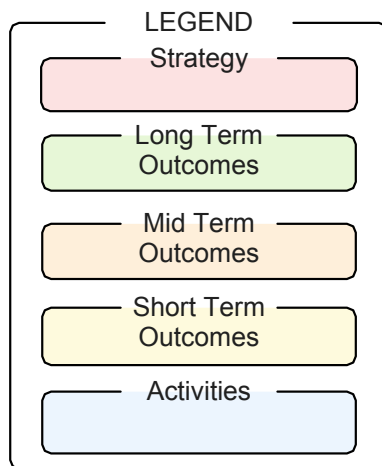 LEGEND
Strategy
Long Term
Outcomes
Mid Term
Outcomes
Short Term
Outcomes
Activities